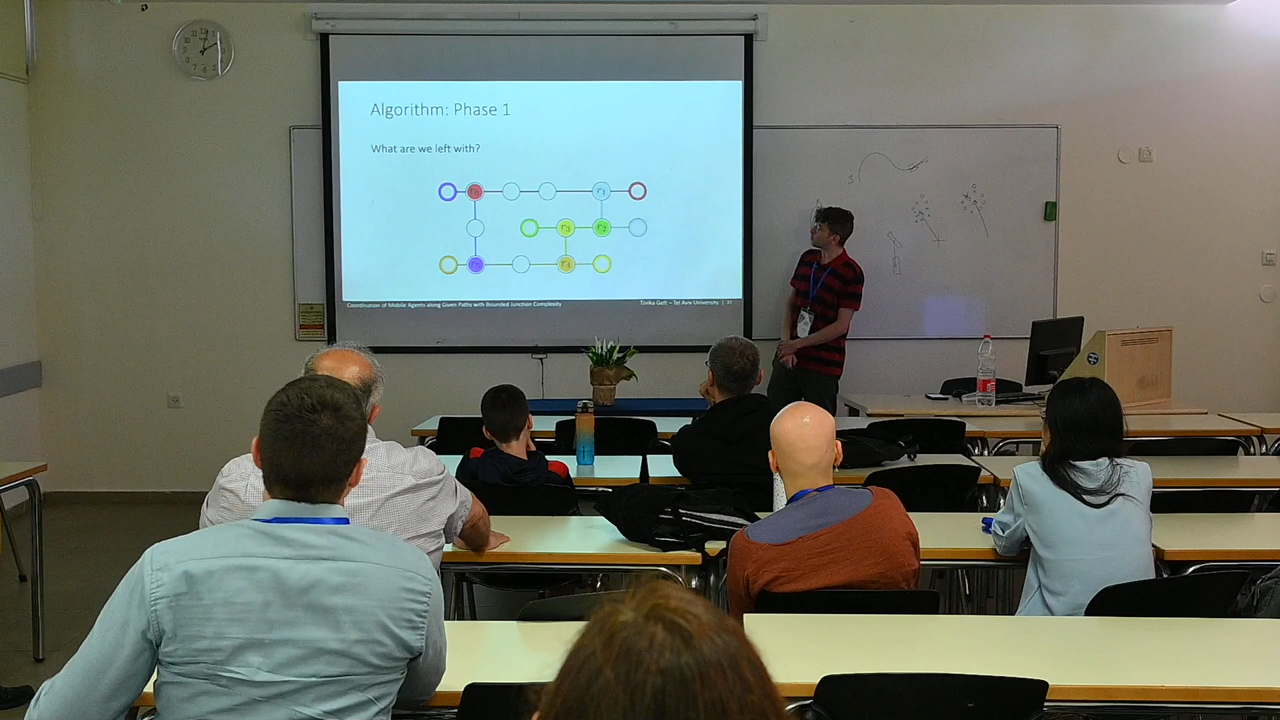 Algorithm: Phase 1
What are we left with?
Coordination of Mobile Agents along Given Paths with Bounded Junction Complexity
Tzvika Geft – Tel Aviv University